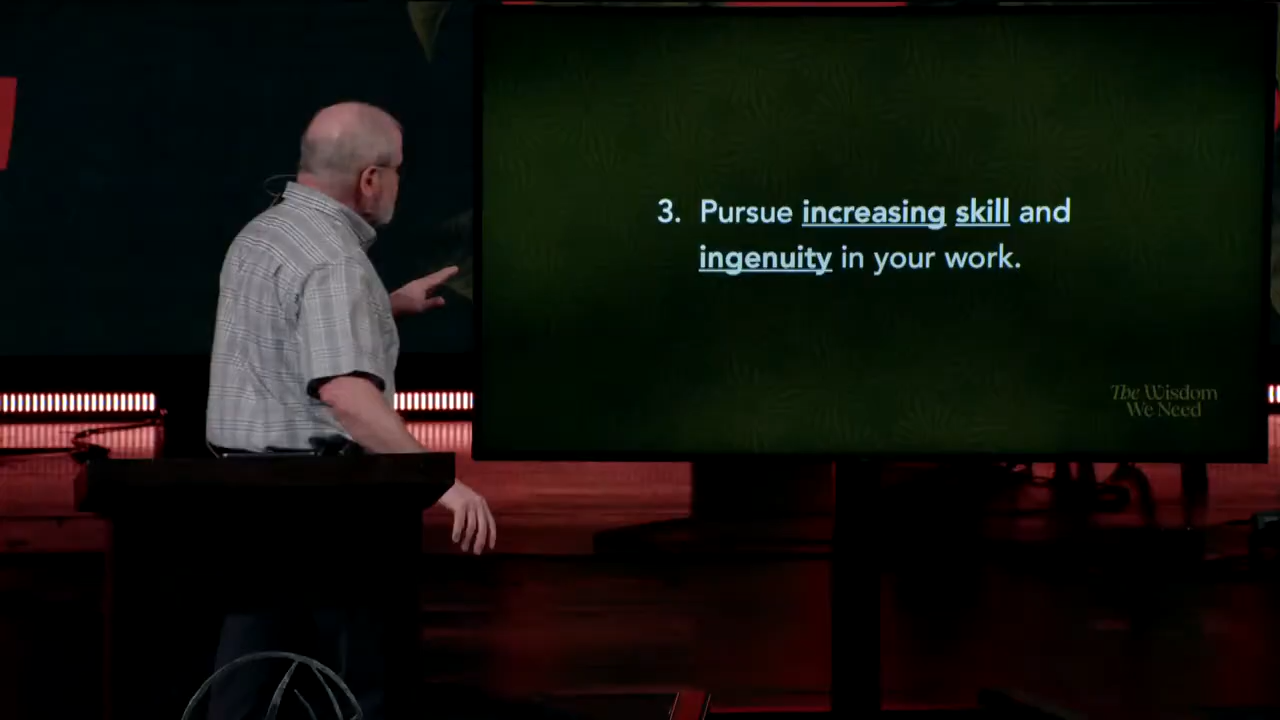 3. Pursue increasing skill and
ingenuity in your work.
The Wisdom
We Need